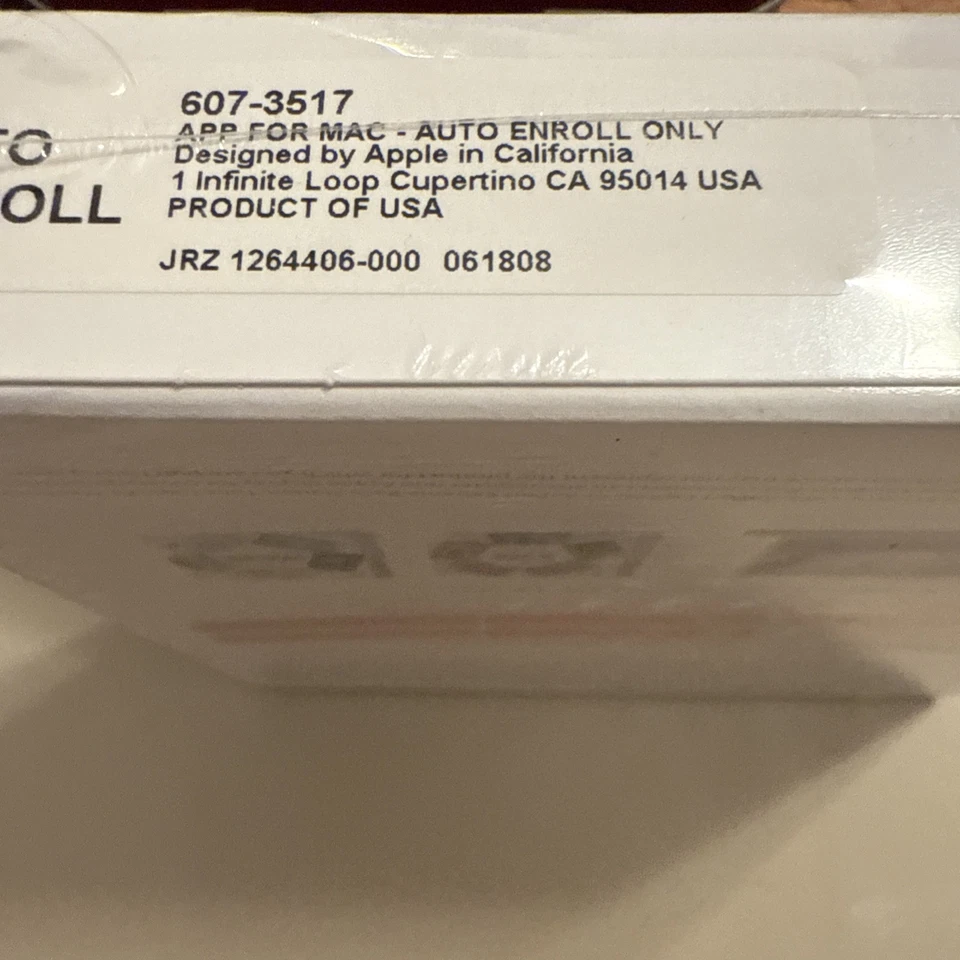 607-3517
APP FOR MAC - AUTO ENROLL ONLY
Designed by Apple in California
1 Infinite Loop Cupertino CA 95014 USA
PRODUCT OF USA
JRZ 1264406-000 061808
TO
OLL